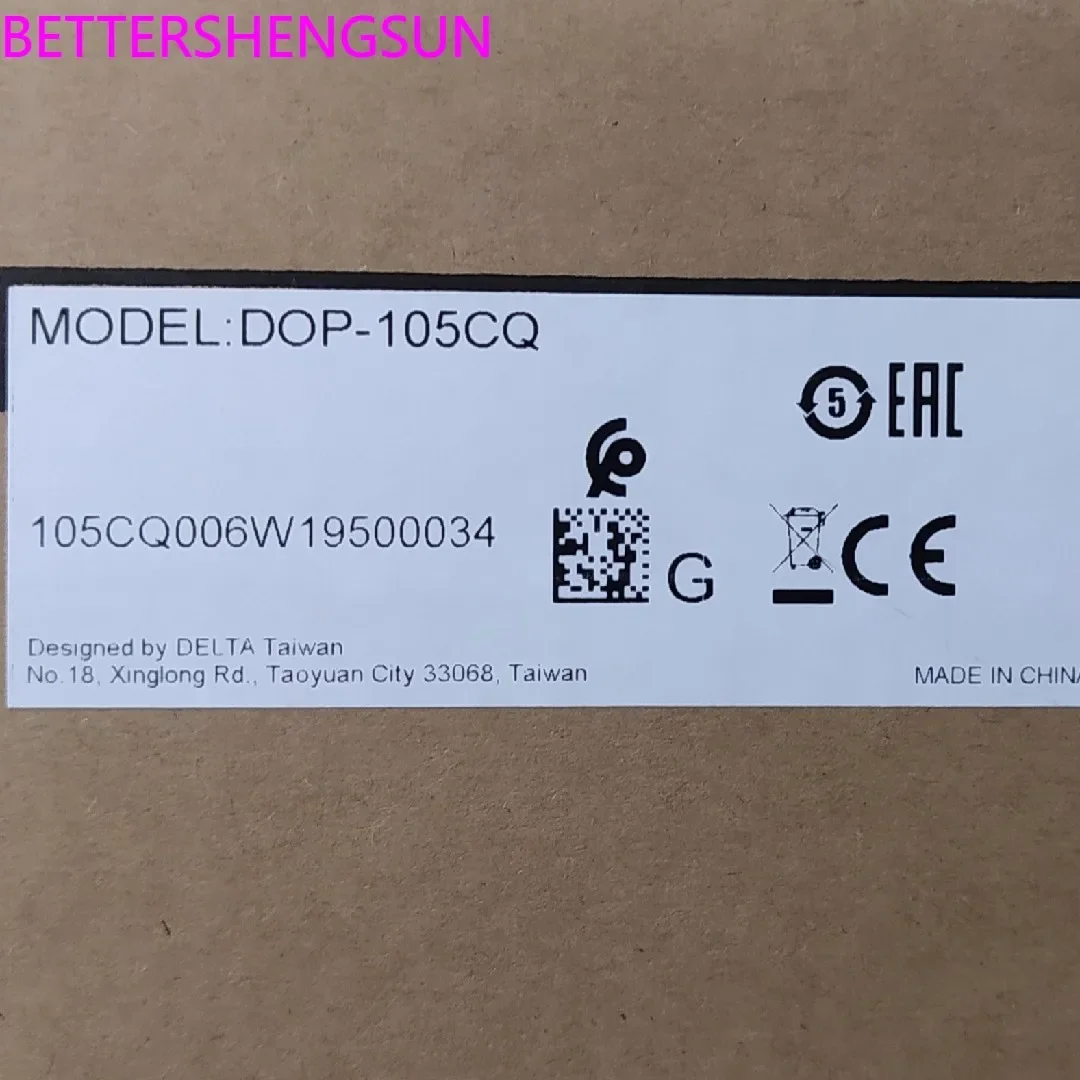 BETTERSHENGSUN
MODEL:DOP-105CQ
5 EAC
105CQ006W19500034
G
CE
Designed by DELTA Taiwan
No.18, Xinglong Rd., Taoyuan City 33068, Taiwan
MADE IN CHINA